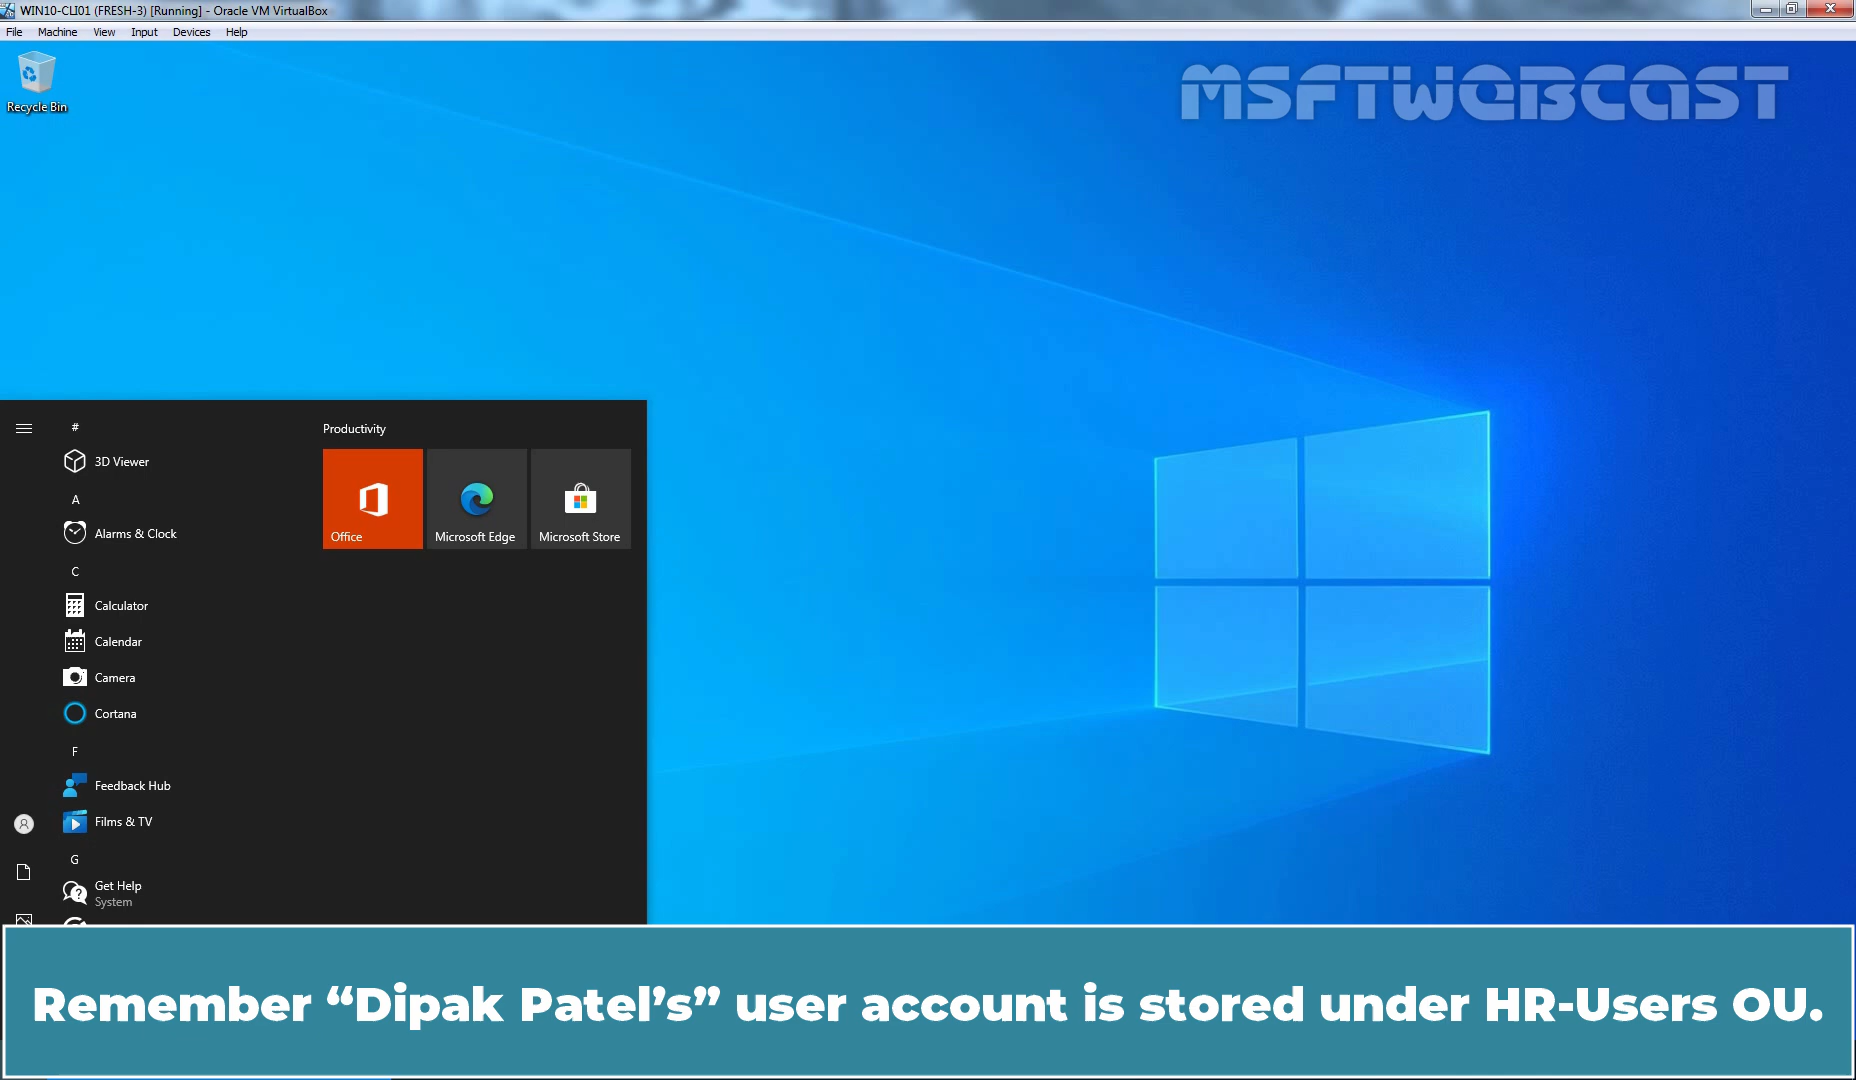 WIN10-CLI01 (FRESH-3) [Running] - Oracle VM VirtualBox
File Machine View Input Devices Help
Recycle Bin
MSFTWEBCAST
#
Productivity
3D Viewer
A
Alarms & Clock
Office
Microsoft Edge
Microsoft Store
C
Calculator
Calendar
Camera
Cortana
F
Feedback Hub
Films & TV
G
Get Help
System
Remember “Dipak Patel’s” user account is stored under HR-Users OU.